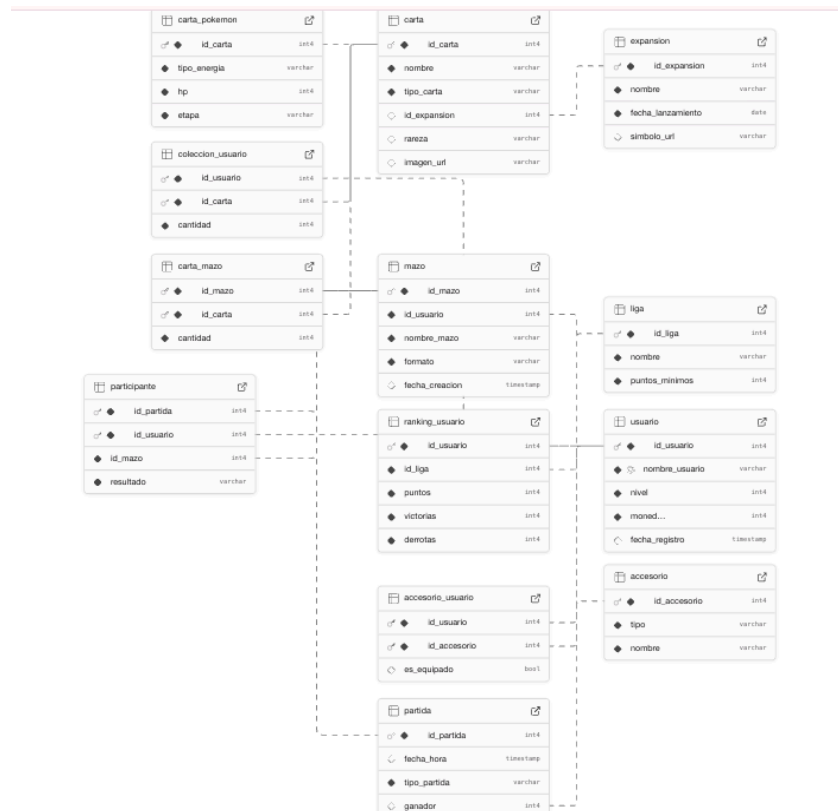 carta_pokemon
id_carta int4
tipo_energia varchar
hp int4
etapa varchar
coleccion_usuario
id_usuario int4
id_carta int4
cantidad int4
carta_mazo
id_mazo int4
id_carta int4
cantidad int4
participante
id_partida int4
id_usuario int4
id_mazo int4
resultado varchar
carta
id_carta int4
nombre varchar
tipo_carta varchar
id_expansion int4
rareza varchar
imagen_url varchar
mazo
id_mazo int4
id_usuario int4
nombre_mazo varchar
formato varchar
fecha_creacion timestamp
ranking_usuario
id_usuario int4
id_liga int4
puntos int4
victorias int4
derrotas int4
accesorio_usuario
id_usuario int4
id_accesorio int4
es_equipado bool
partida
id_partida int4
fecha_hora timestamp
tipo_partida varchar
ganador int4
expansion
id_expansion int4
nombre varchar
fecha_lanzamiento date
simbolo_url varchar
liga
id_liga int4
nombre varchar
puntos_minimos int4
usuario
id_usuario int4
nombre_usuario varchar
nivel int4
moned... int4
fecha_registro timestamp
accesorio
id_accesorio int4
tipo varchar
nombre varchar